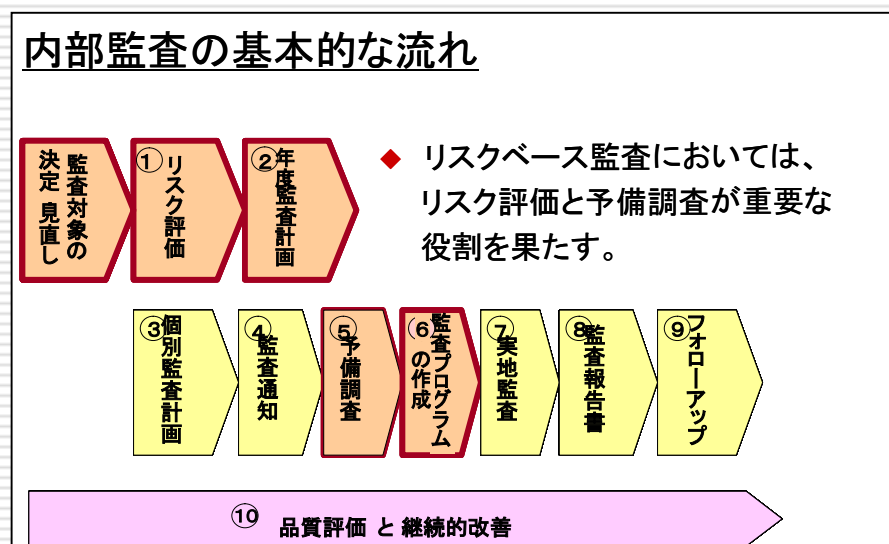 内部監査の基本的な流れ
監査対象の
決定 見直し
①リスク評価
②年度監査計画
◆ リスクベース監査においては、
リスク評価と予備調査が重要な
役割を果たす。
③個別監査計画
④監査通知
⑤予備調査
⑥監査プログラム
の作成
⑦実地監査
⑧監査報告書
⑨フォローアップ
⑩ 品質評価 と 継続的改善